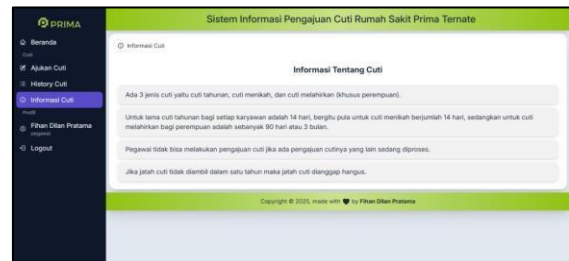 PRIMA
Sistem Informasi Pengajuan Cuti Rumah Sakit Prima Ternate
Beranda
Cuti
Ajukan Cuti
History Cuti
Informasi Cuti
Profil
Fihan Dilan Pratama
pegawai
Logout
Informasi Cuti
Informasi Tentang Cuti
Ada 3 jenis cuti yaitu cuti tahunan, cuti menikah, dan cuti melahirkan (khusus perempuan).
Untuk lama cuti tahunan bagi setiap karyawan adalah 14 hari, bergitu pula untuk cuti menikah berjumlah 14 hari, sedangkan untuk cuti
melahirkan bagi perempuan adalah sebanyak 90 hari atau 3 bulan.
Pegawai tidak bisa melakukan pengajuan cuti jika ada pengajuan cutinya yang lain sedang diproses.
Jika jatah cuti tidak diambil dalam satu tahun maka jatah cuti dianggap hangus.
Copyright © 2025, made with 🖤 by Fihan Dilan Pratama